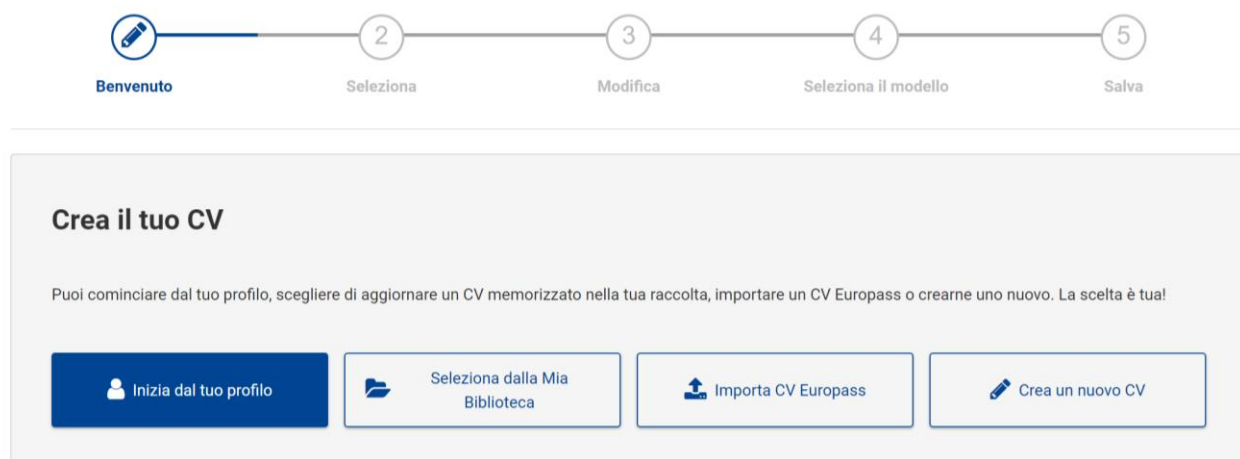 2 3 4 5
Benvenuto Seleziona Modifica Seleziona il modello Salva
Crea il tuo CV
Puoi cominciare dal tuo profilo, scegliere di aggiornare un CV memorizzato nella tua raccolta, importare un CV Europass o crearne uno nuovo. La scelta è tua!
Inizia dal tuo profilo
Seleziona dalla Mia
Biblioteca
Importa CV Europass
Crea un nuovo CV